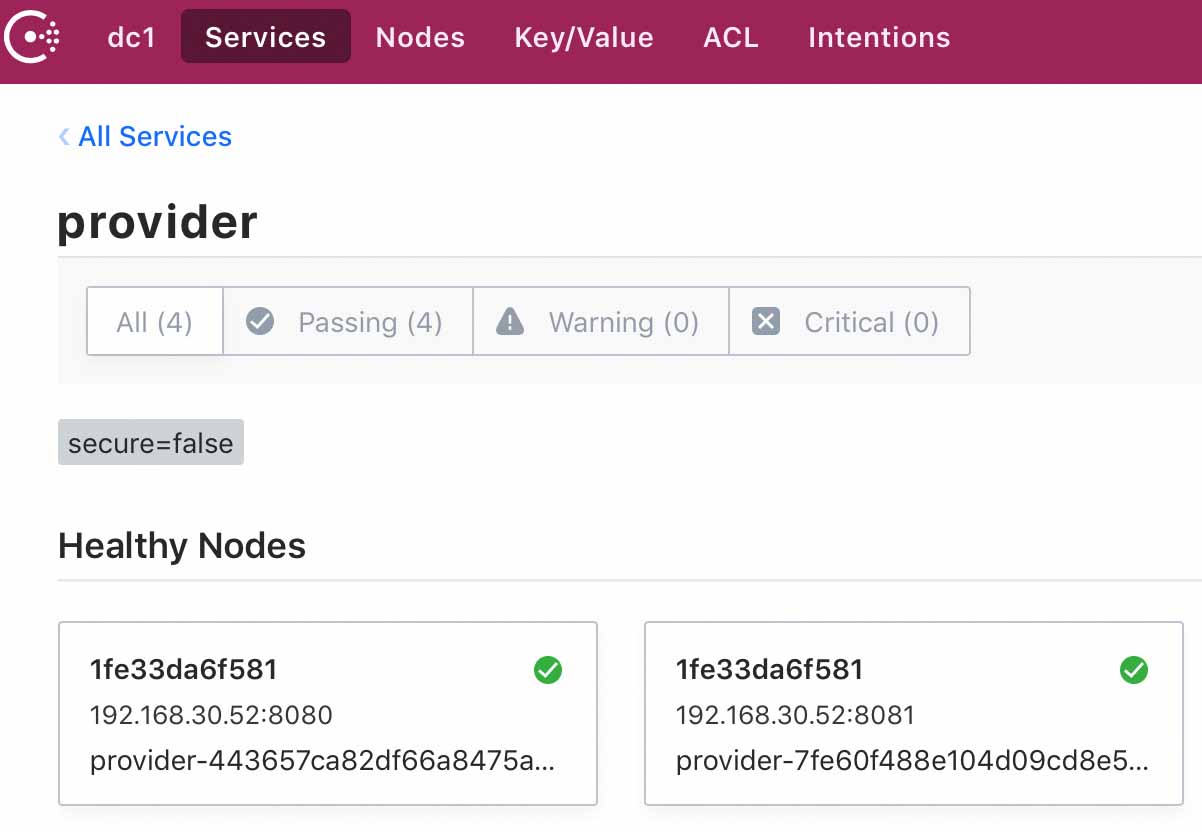 dc1 Services Nodes Key/Value ACL Intentions
All Services
provider
All (4) Passing (4) Warning (0) Critical (0)
secure=false
Healthy Nodes
1fe33da6f581
192.168.30.52:8080
provider-443657ca82df66a8475a...
1fe33da6f581
192.168.30.52:8081
provider-7fe60f488e104d09cd8e5...